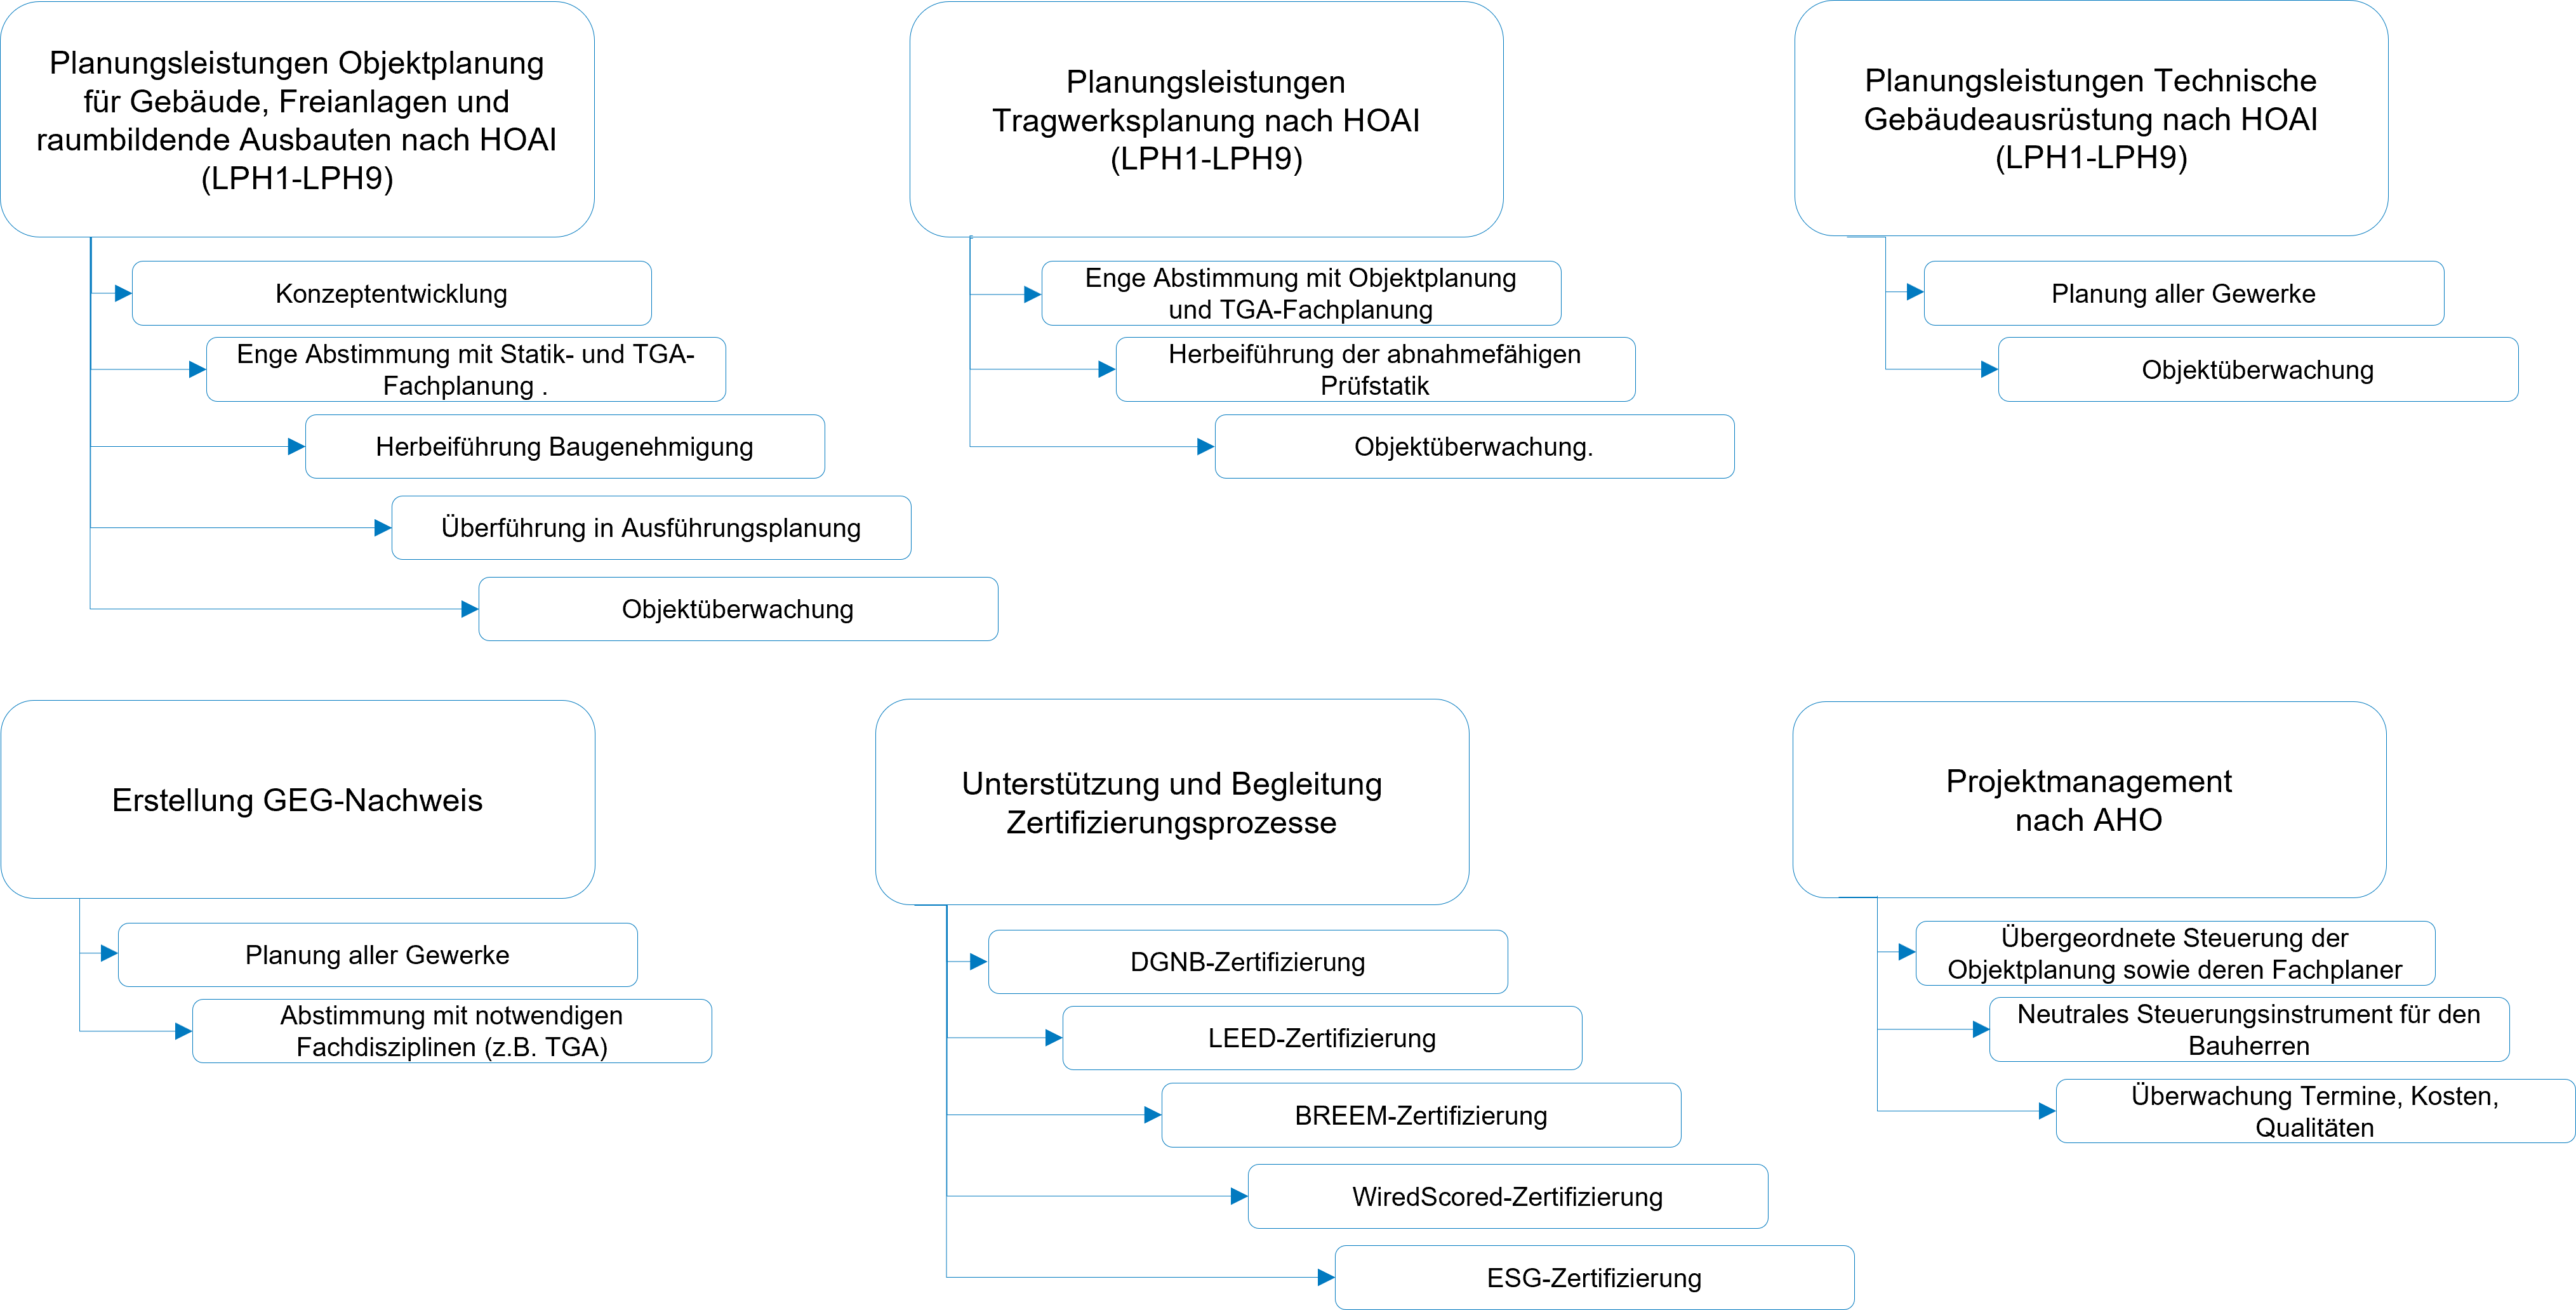 Planungsleistungen Objektplanung
für Gebäude, Freianlagen und
raumbildende Ausbauten nach HOAI
(LPH1-LPH9)
Konzeptentwicklung
Enge Abstimmung mit Statik- und TGA-
Fachplanung .
Herbeiführung Baugenehmigung
Überführung in Ausführungsplanung
Objektüberwachung
Planungsleistungen
Tragwerksplanung nach HOAI
(LPH1-LPH9)
Enge Abstimmung mit Objektplanung
und TGA-Fachplanung
Herbeiführung der abnahmefähigen
Prüfstatik
Objektüberwachung.
Planungsleistungen Technische
Gebäudeausrüstung nach HOAI
(LPH1-LPH9)
Planung aller Gewerke
Objektüberwachung
Erstellung GEG-Nachweis
Planung aller Gewerke
Abstimmung mit notwendigen
Fachdisziplinen (z.B. TGA)
Unterstützung und Begleitung
Zertifizierungsprozesse
DGNB-Zertifizierung
LEED-Zertifizierung
BREEM-Zertifizierung
WiredScored-Zertifizierung
ESG-Zertifizierung
Projektmanagement
nach AHO
Übergeordnete Steuerung der
Objektplanung sowie deren Fachplaner
Neutrales Steuerungsinstrument für den
Bauherren
Überwachung Termine, Kosten,
Qualitäten